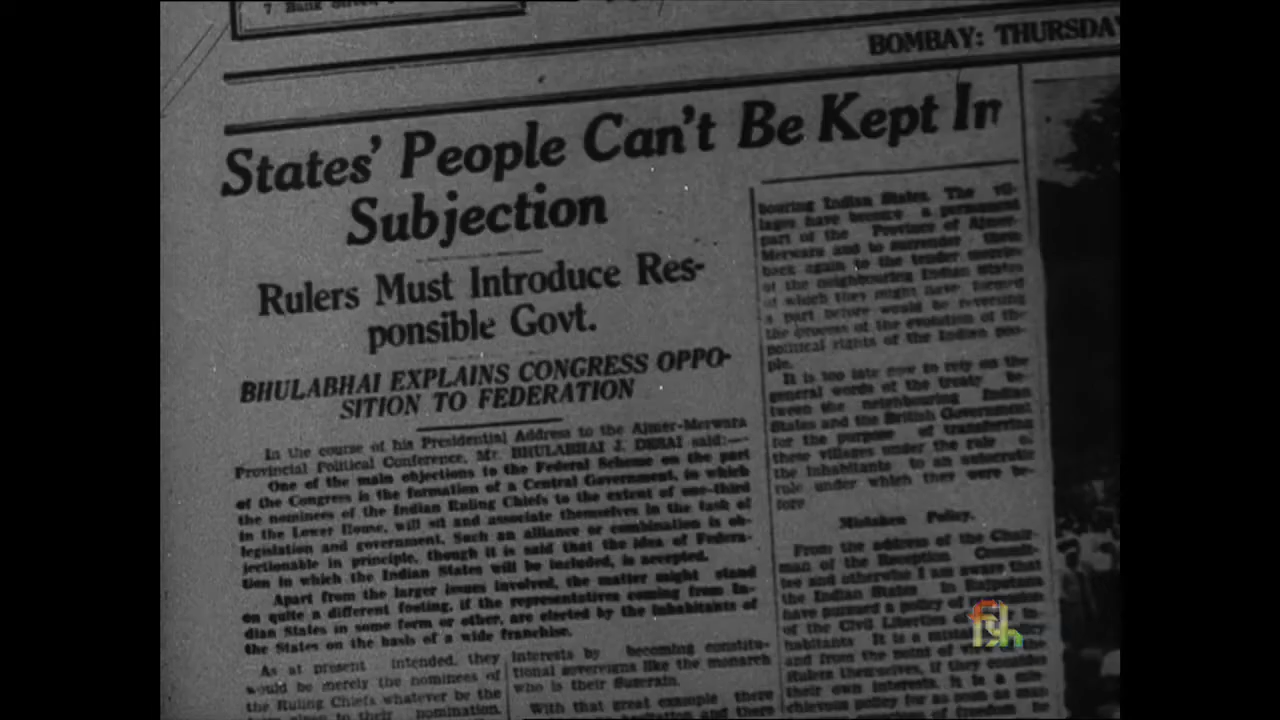 7 Bank Street,
BOMBAY: THURSDAY
States' People Can't Be Kept In
Subjection
Rulers Must Introduce Res-
ponsible Govt.
BHULABHAI EXPLAINS CONGRESS OPPO-
SITION TO FEDERATION
In the course of his Presidential Address to the Ajmer-Merwara
Provincial Political Conference, Mr. BHULABHAI J. DESAI said:—
One of the main objections to the Federal Scheme on the part
of the Congress is the formation of a Central Government, in which
the nominees of the Indian Ruling Chiefs to the extent of one-third
in the Lower House, will sit and associate themselves in the task of
legislation and government. Such an alliance or combination is ob-
jectionable in principle, though it is said that the idea of Federa-
tion in which the Indian States will be included, is accepted.
Apart from the larger issues involved, the matter might stand
on quite a different footing, if the representatives coming from In-
dian States in some form or other, are elected by the inhabitants of
the States on the basis of a wide franchise.
As at present intended, they
would be merely the nominees of
the Ruling Chiefs whatever be the
to their nomination.
interests by becoming constitu-
tional sovereigns like the monarch
who is their Suzerain.
With that great example there
and there
bouring Indian States. The vil-
lages have become a permanent
part of the Province of Ajmer-
Merwara and to surrender them
back again to the tender mercies
of the neighbouring Indian states
of which they might have formed
a part before would be reversing
the process of the evolution of the
political rights of the Indian peo-
ple.
It is too late now to rely on the
general words of the treaty be-
tween the neighbouring Indian
States and the British Government
for the purpose of transferring
these villages under the rule of
the inhabitants to an autocratic
rule under which they were be-
fore
Mistaken Policy.
From the address of the Chair-
man of the Reception Commit-
tee and otherwise I am aware that
the Indian States in Rajputana
have pursued a policy of
of the Civil Liberties of in-
habitants It is a mistaken policy
and from the point of view
Rulers themselves, if they consider
their own interests. It is a mis-
chievous policy for as soon as man
of freedom be
fyh